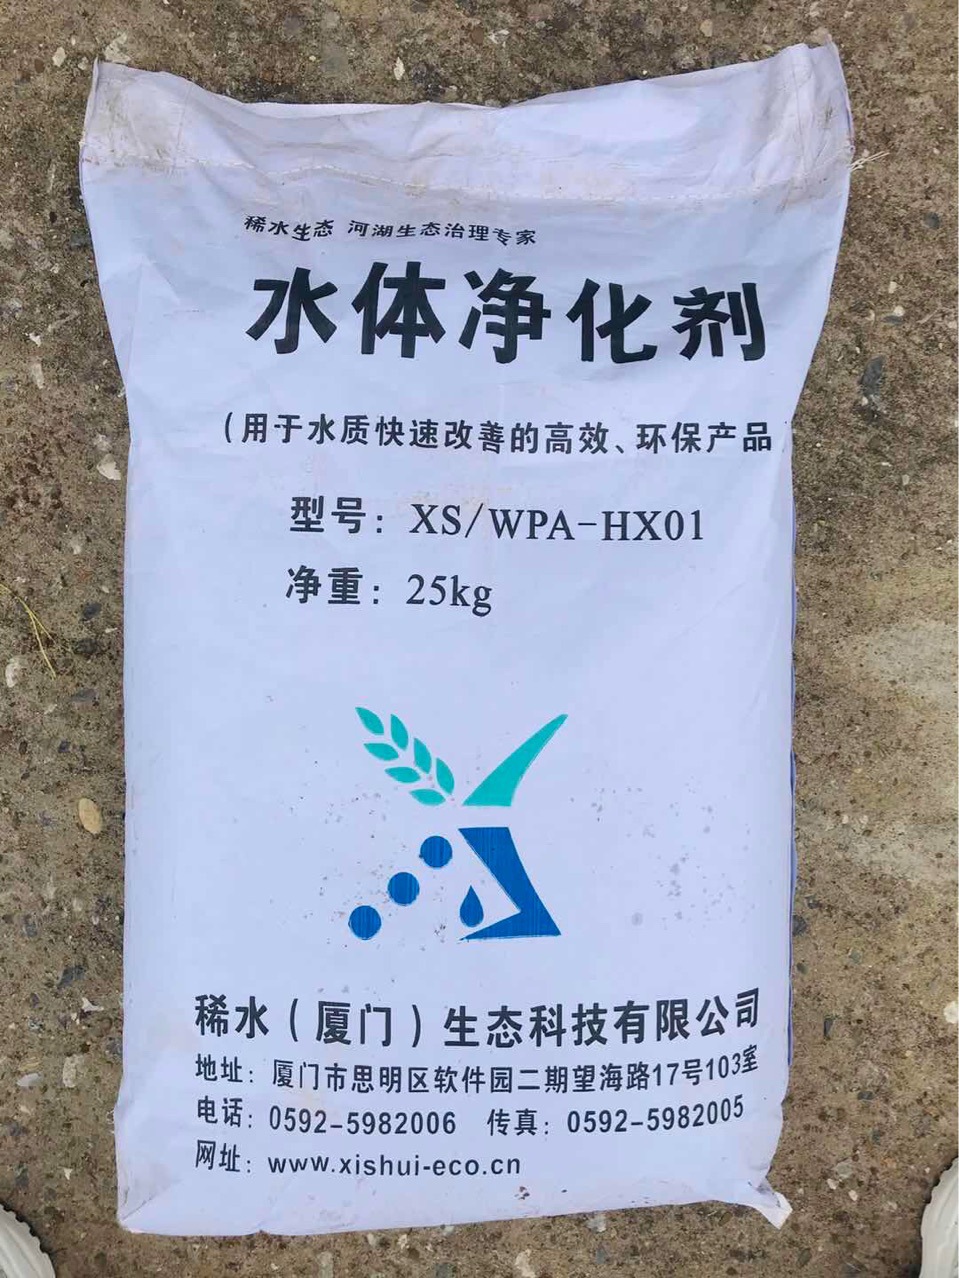 稀水生态 河湖生态治理专家
水体净化剂
（用于水质快速改善的高效、环保产品
型号：XS/WPA-HX01
净重：25kg
稀水（厦门）生态科技有限公司
地址：厦门市思明区软件园二期望海路17号103室
电话：0592-5982006 传真：0592-5982005
网址：www.xishui-eco.cn